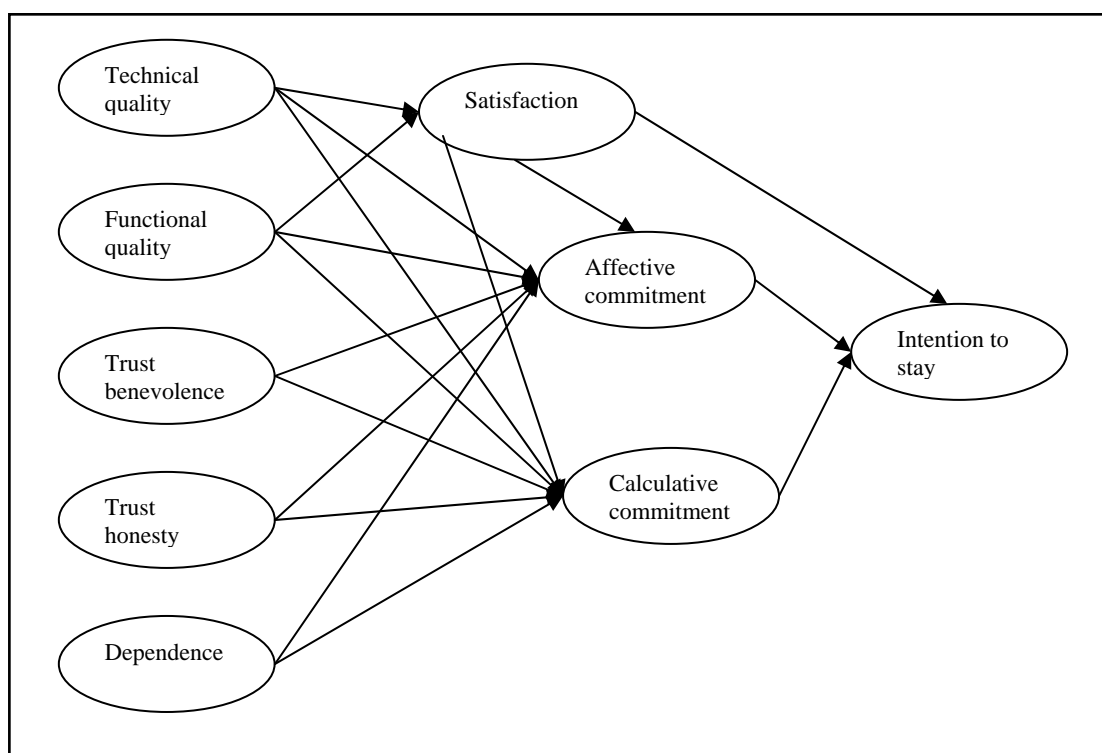 Technical
quality
Satisfaction
Functional
quality
Affective
commitment
Trust
benevolence
Intention to
stay
Trust
honesty
Calculative
commitment
Dependence